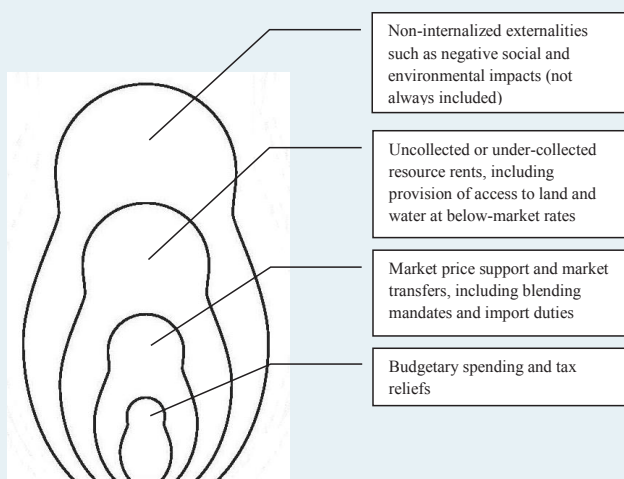 Non-internalized externalities
such as negative social and
environmental impacts (not
always included)
Uncollected or under-collected
resource rents, including
provision of access to land and
water at below-market rates
Market price support and market
transfers, including blending
mandates and import duties
Budgetary spending and tax
reliefs